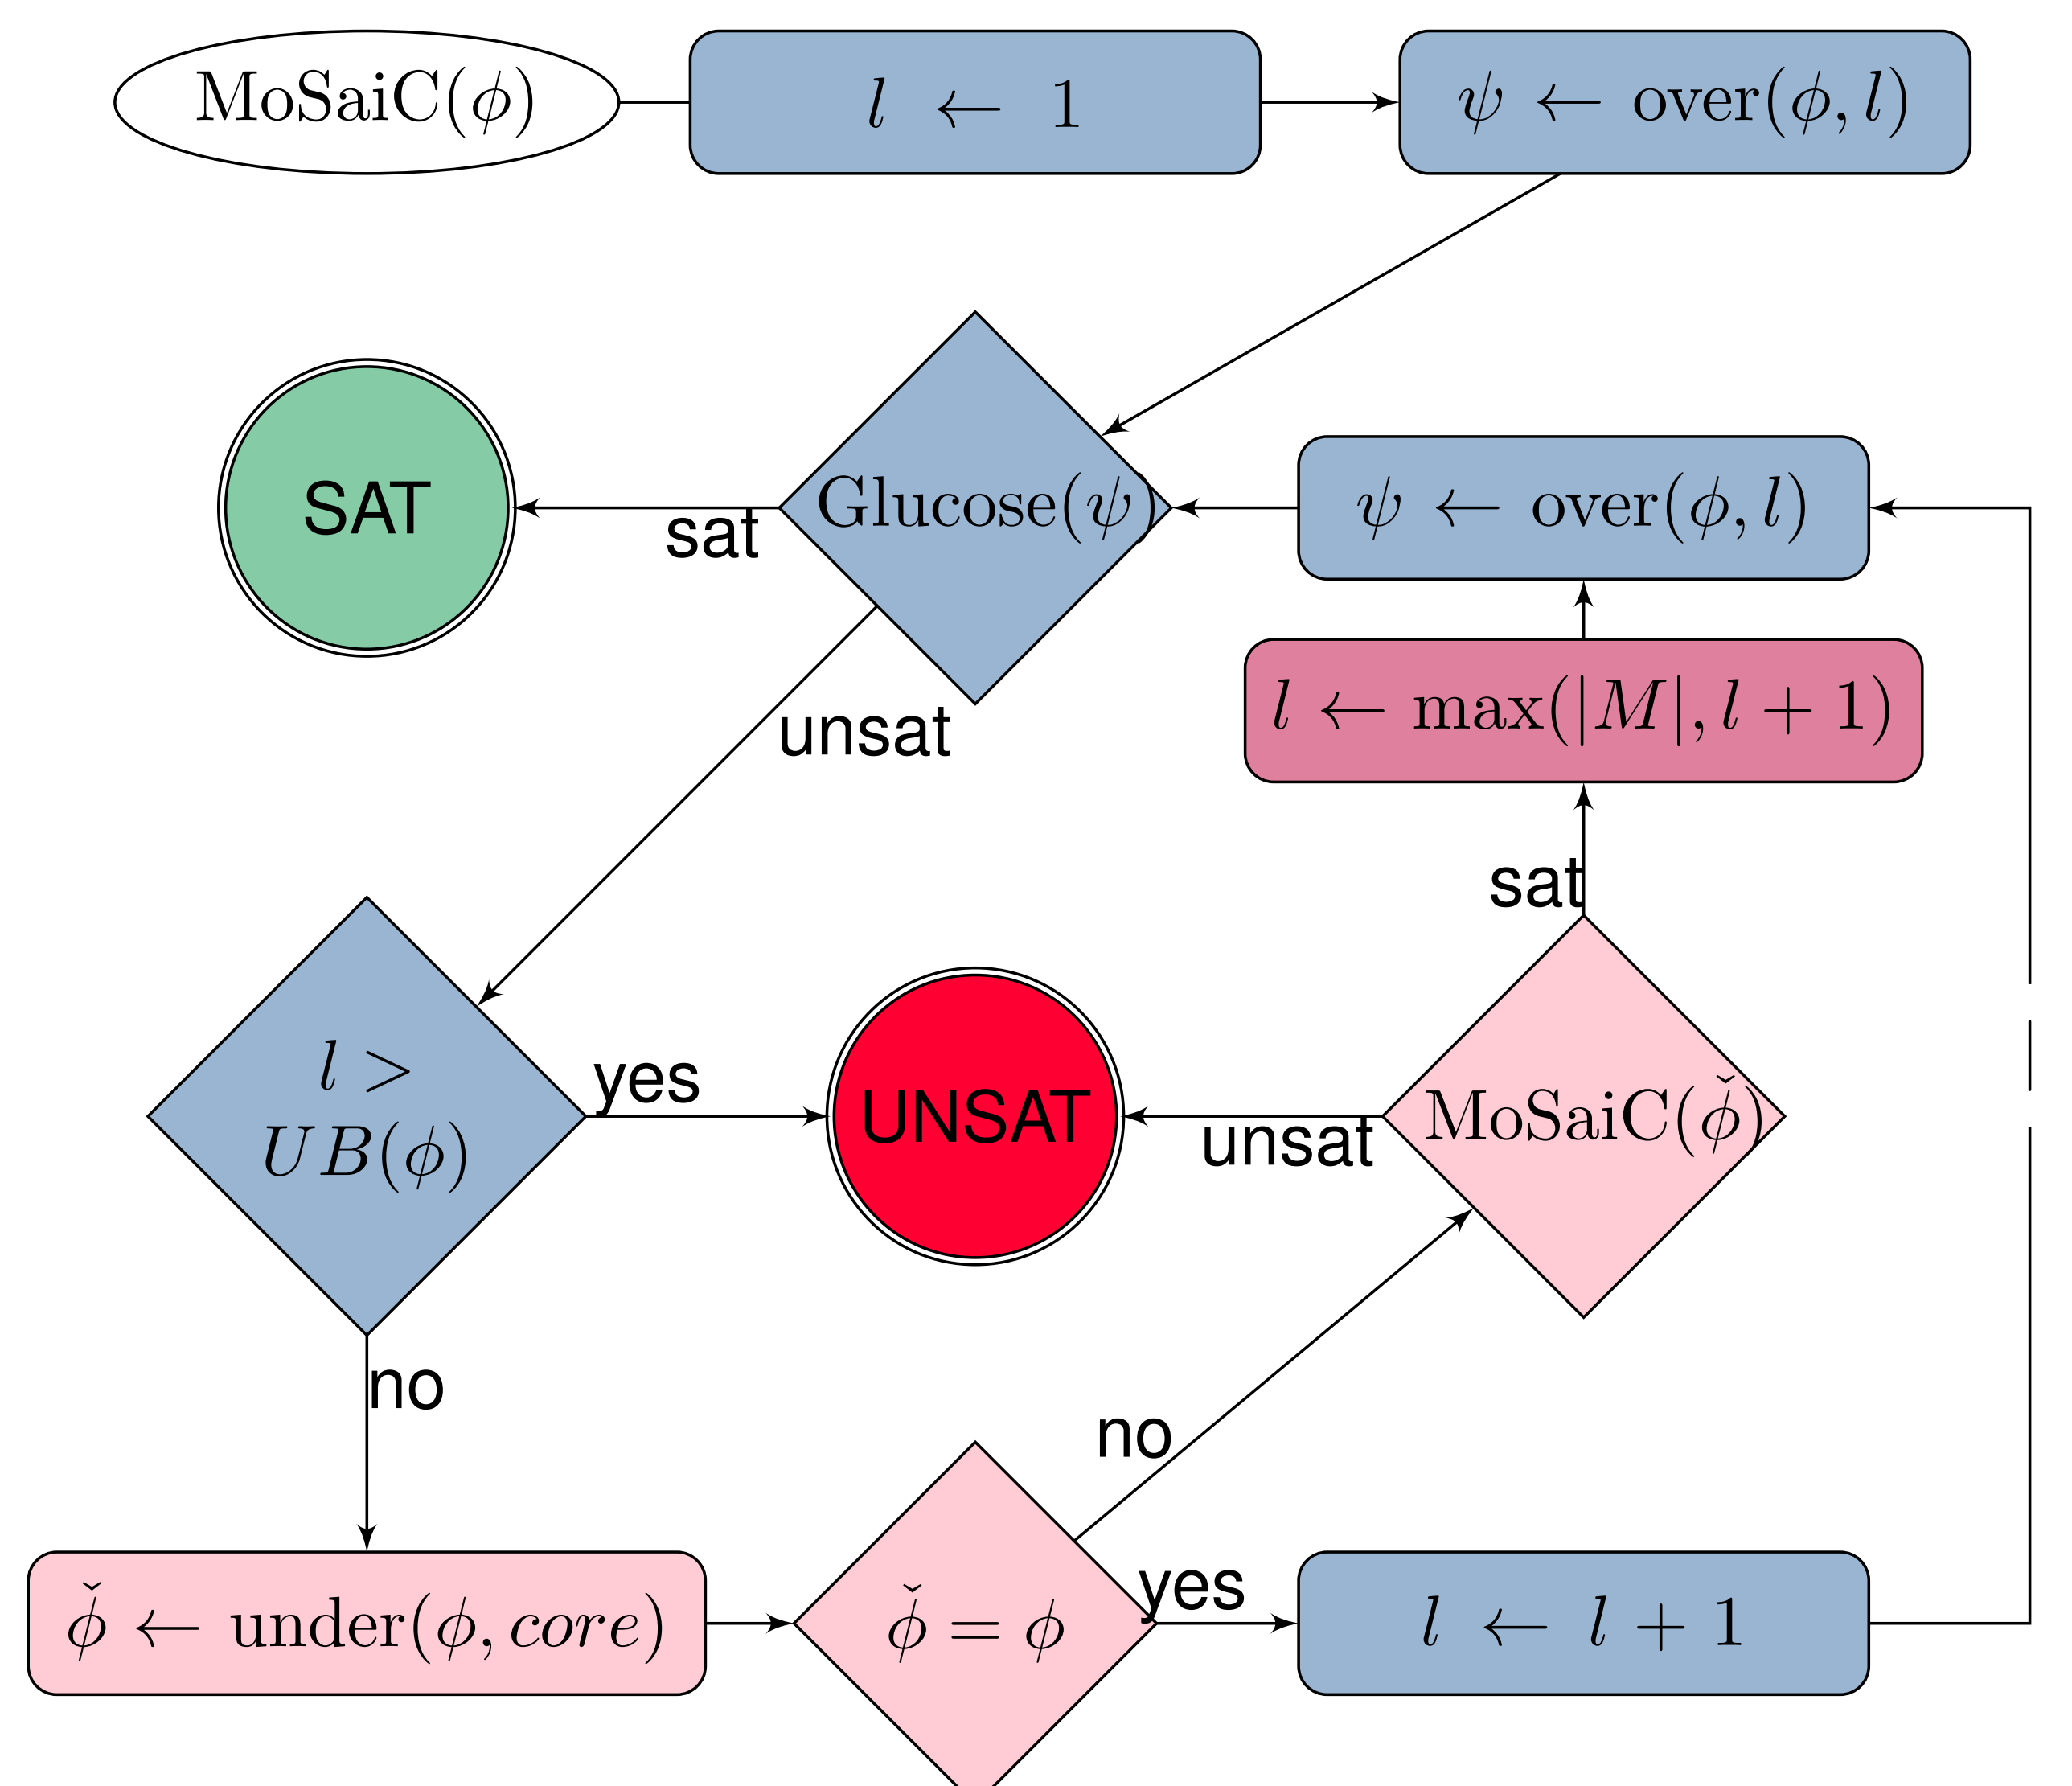 MoSaiC(ϕ)
l ← 1
ψ ← over(ϕ, l)
SAT
sat
Glucose(ψ)
ψ ← over(ϕ, l)
unsat
l ← max(|M|, l + 1)
sat
l >
UB(ϕ)
yes
UNSAT
unsat
MoSaiC(ϕ̌)
no
no
ϕ̌ ← under(ϕ, core)
ϕ̌ = ϕ
yes
l ← l + 1